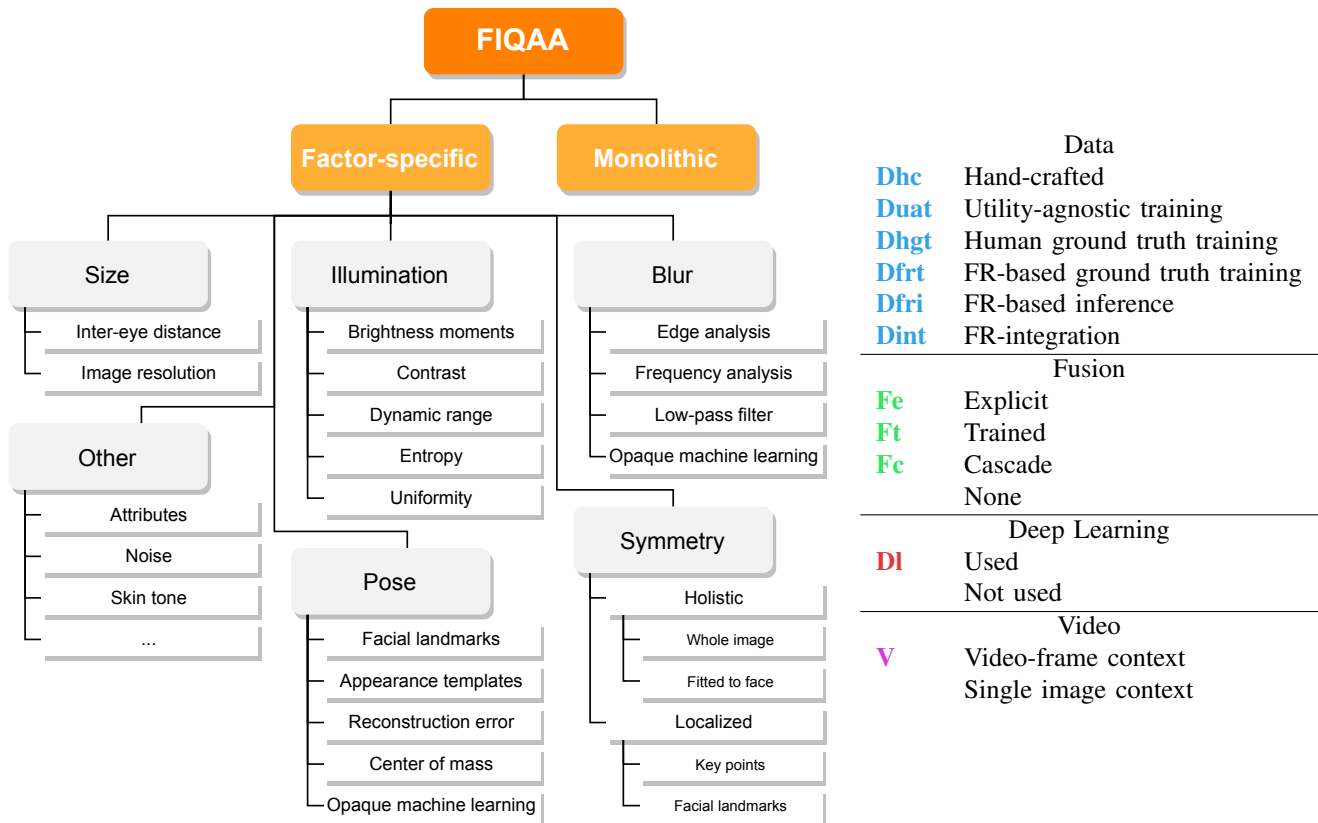 FIQAA
Factor-specific
Monolithic
Size
Inter-eye distance
Image resolution
Illumination
Brightness moments
Contrast
Dynamic range
Entropy
Uniformity
Blur
Edge analysis
Frequency analysis
Low-pass filter
Opaque machine learning
Other
Attributes
Noise
Skin tone
...
Pose
Facial landmarks
Appearance templates
Reconstruction error
Center of mass
Opaque machine learning
Symmetry
Holistic
Whole image
Fitted to face
Localized
Key points
Facial landmarks
Data
Dhc Hand-crafted
Duat Utility-agnostic training
Dhgt Human ground truth training
Dfrt FR-based ground truth training
Dfri FR-based inference
Dint FR-integration
Fusion
Fe Explicit
Ft Trained
Fc Cascade
None
Deep Learning
Dl Used
Not used
Video
V Video-frame context
Single image context